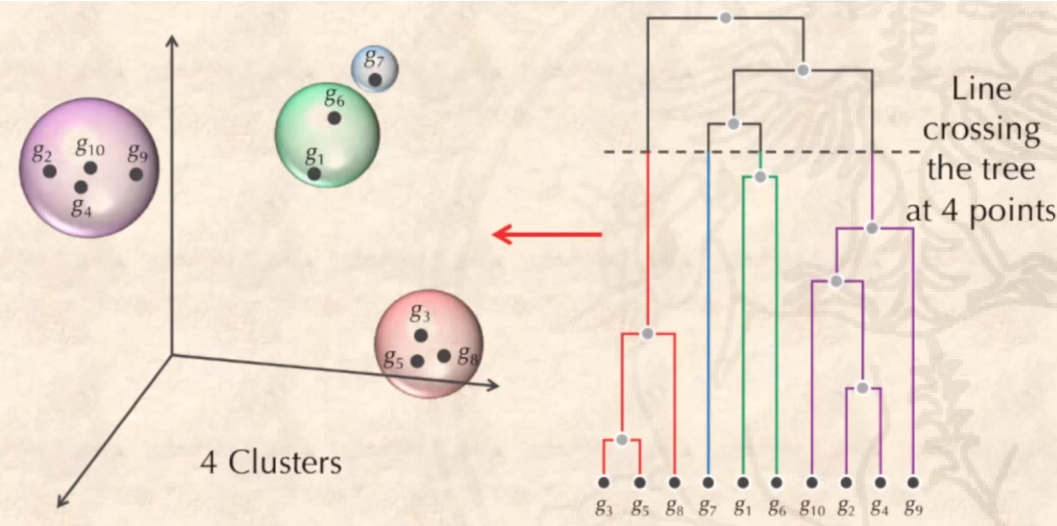 g7
g6
g1
g2
g10
g9
g4
g3
g5
g8
4 Clusters
Line
crossing
the tree
at 4 points
g3 g5 g8 g7 g1 g6 g10 g2 g4 g9